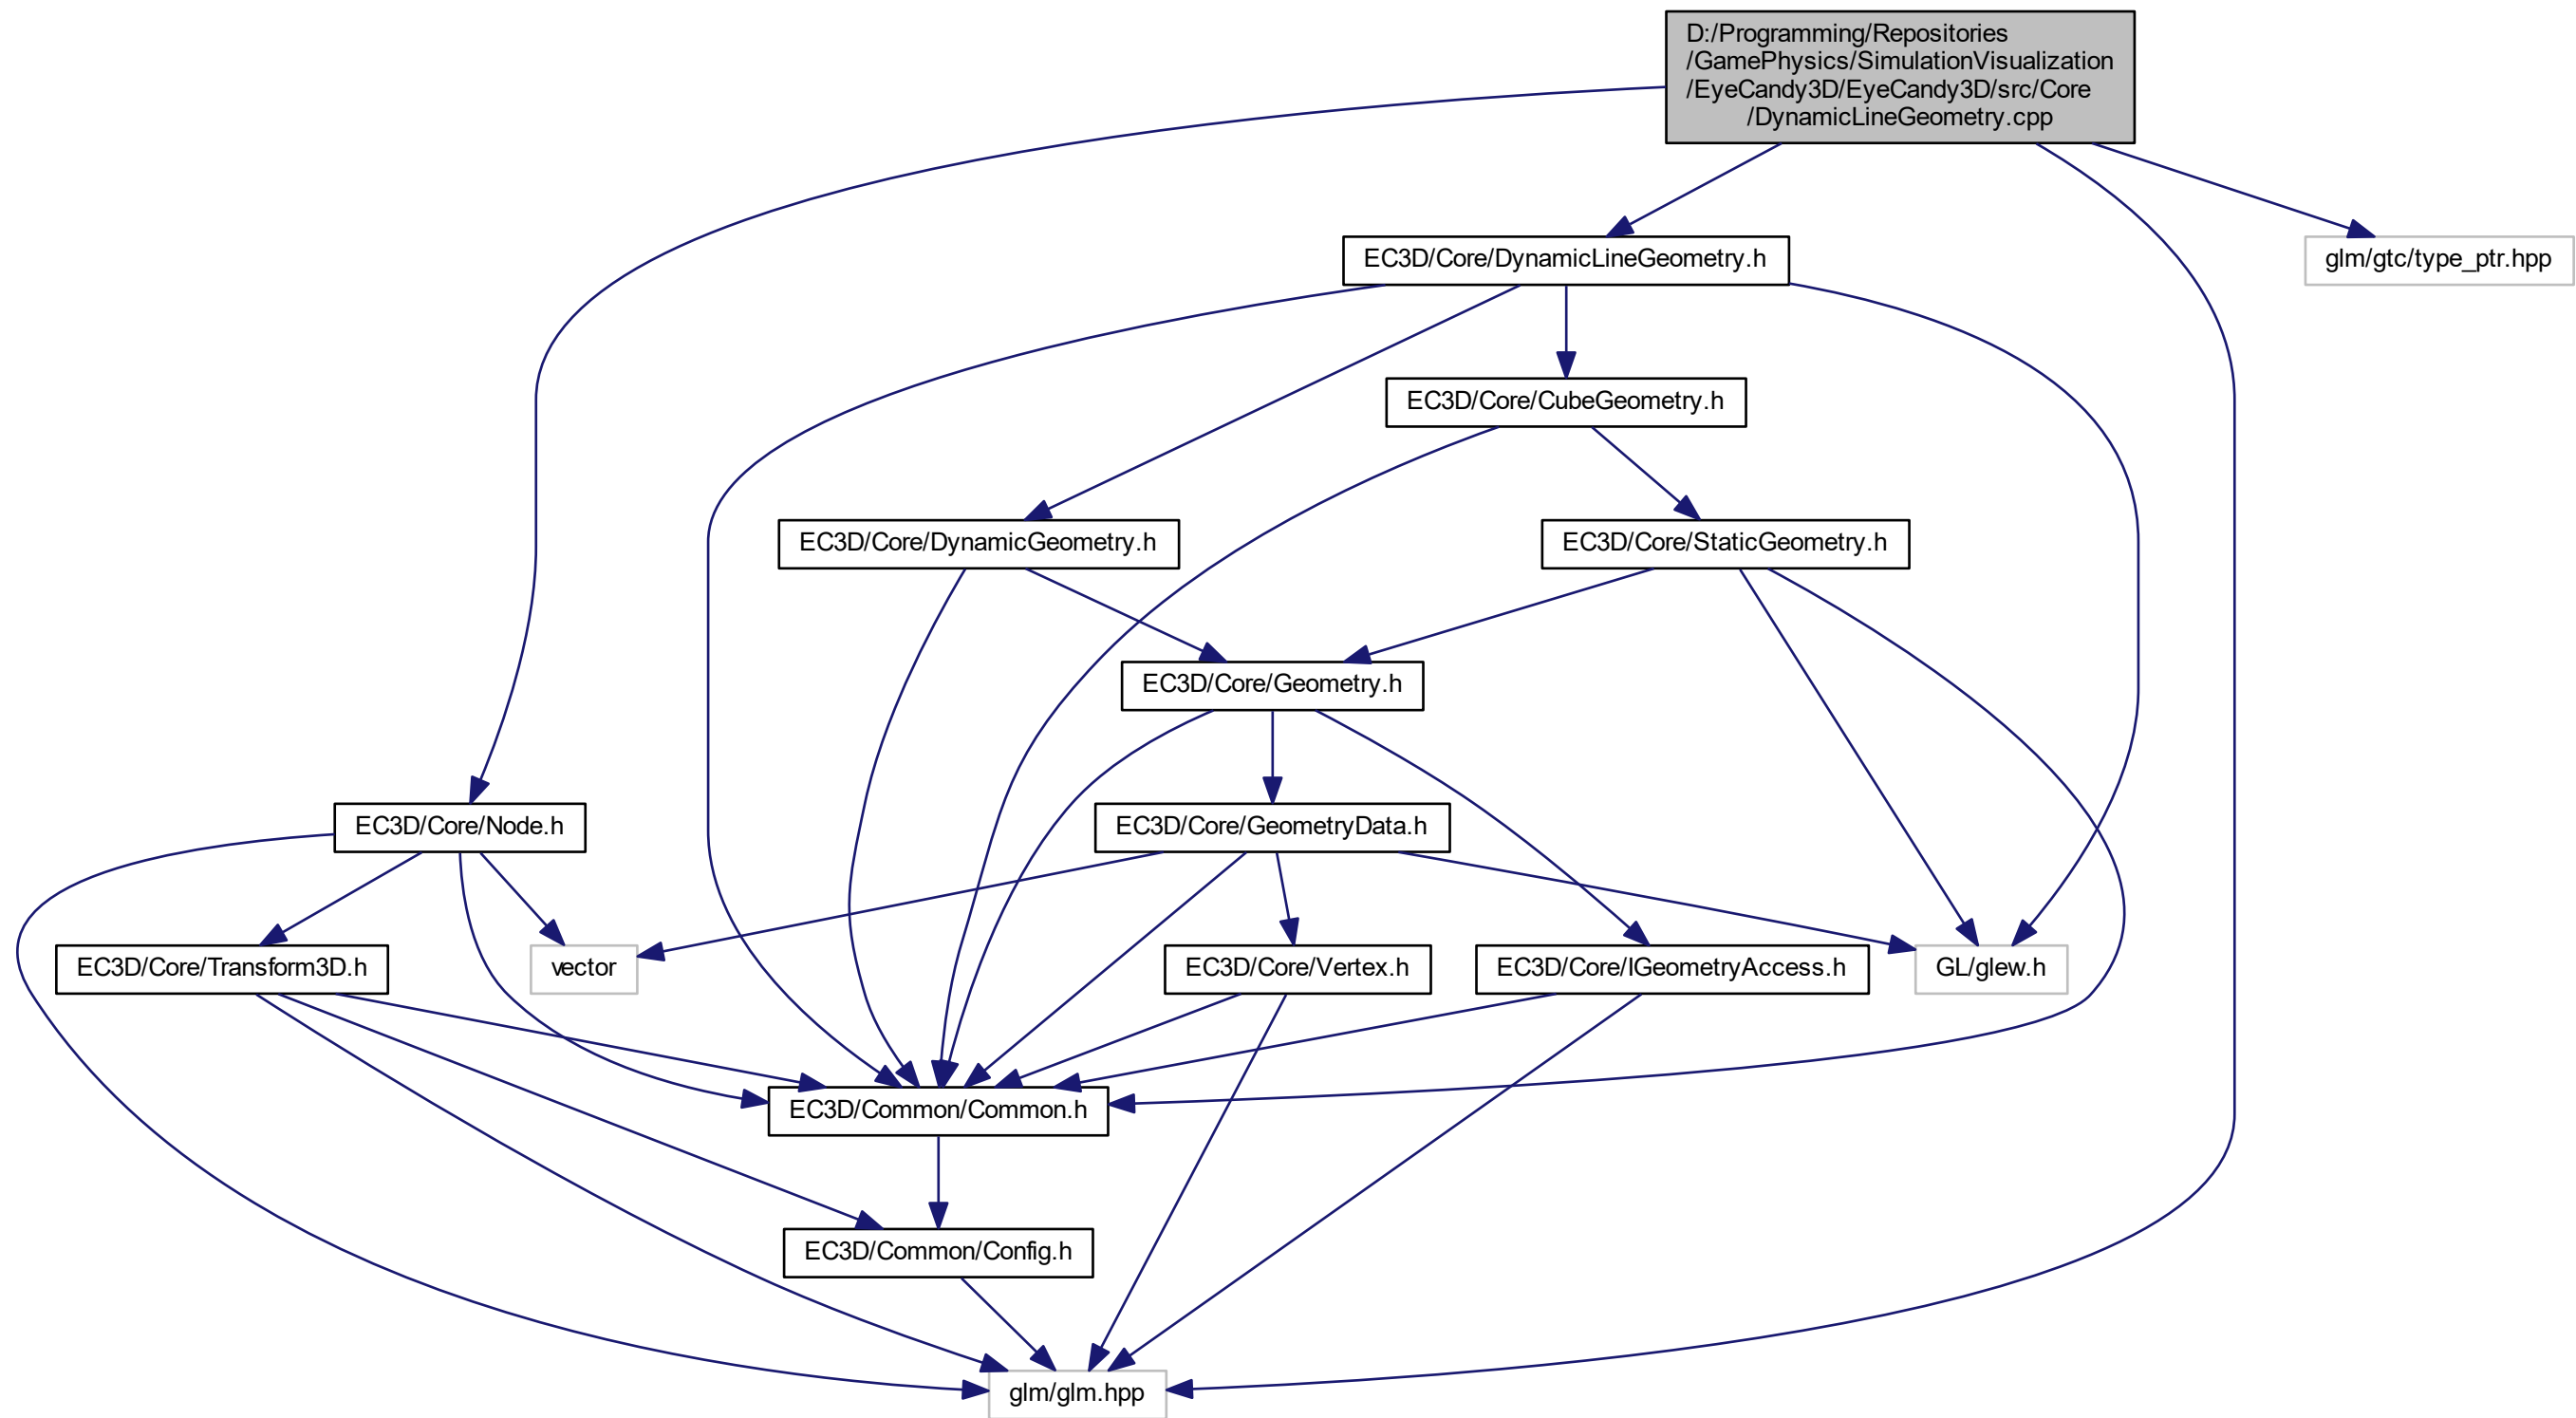 D:/Programming/Repositories
/GamePhysics/SimulationVisualization
/EyeCandy3D/EyeCandy3D/src/Core
/DynamicLineGeometry.cpp
EC3D/Core/DynamicLineGeometry.h
glm/gtc/type_ptr.hpp
EC3D/Core/CubeGeometry.h
EC3D/Core/DynamicGeometry.h
EC3D/Core/StaticGeometry.h
EC3D/Core/Geometry.h
EC3D/Core/Node.h
EC3D/Core/GeometryData.h
EC3D/Core/Transform3D.h
vector
EC3D/Core/Vertex.h
EC3D/Core/IGeometryAccess.h
GL/glew.h
EC3D/Common/Common.h
EC3D/Common/Config.h
glm/glm.hpp